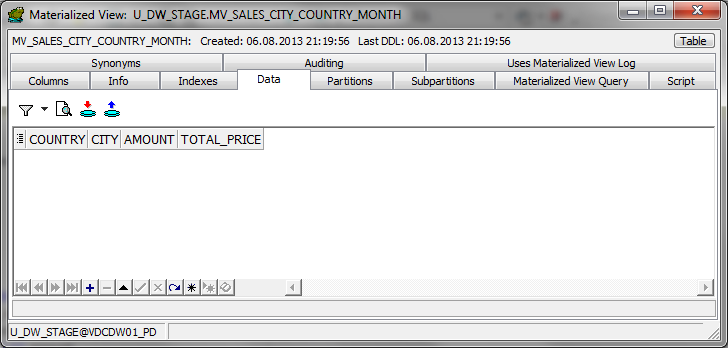 Materialized View: U_DW_STAGE.MV_SALES_CITY_COUNTRY_MONTH
MV_SALES_CITY_COUNTRY_MONTH: Created: 06.08.2013 21:19:56 Last DDL: 06.08.2013 21:19:56 Table
Synonyms Auditing Uses Materialized View Log
Columns Info Indexes Data Partitions Subpartitions Materialized View Query Script
COUNTRY CITY AMOUNT TOTAL_PRICE
U_DW_STAGE@VDCDW01_PD